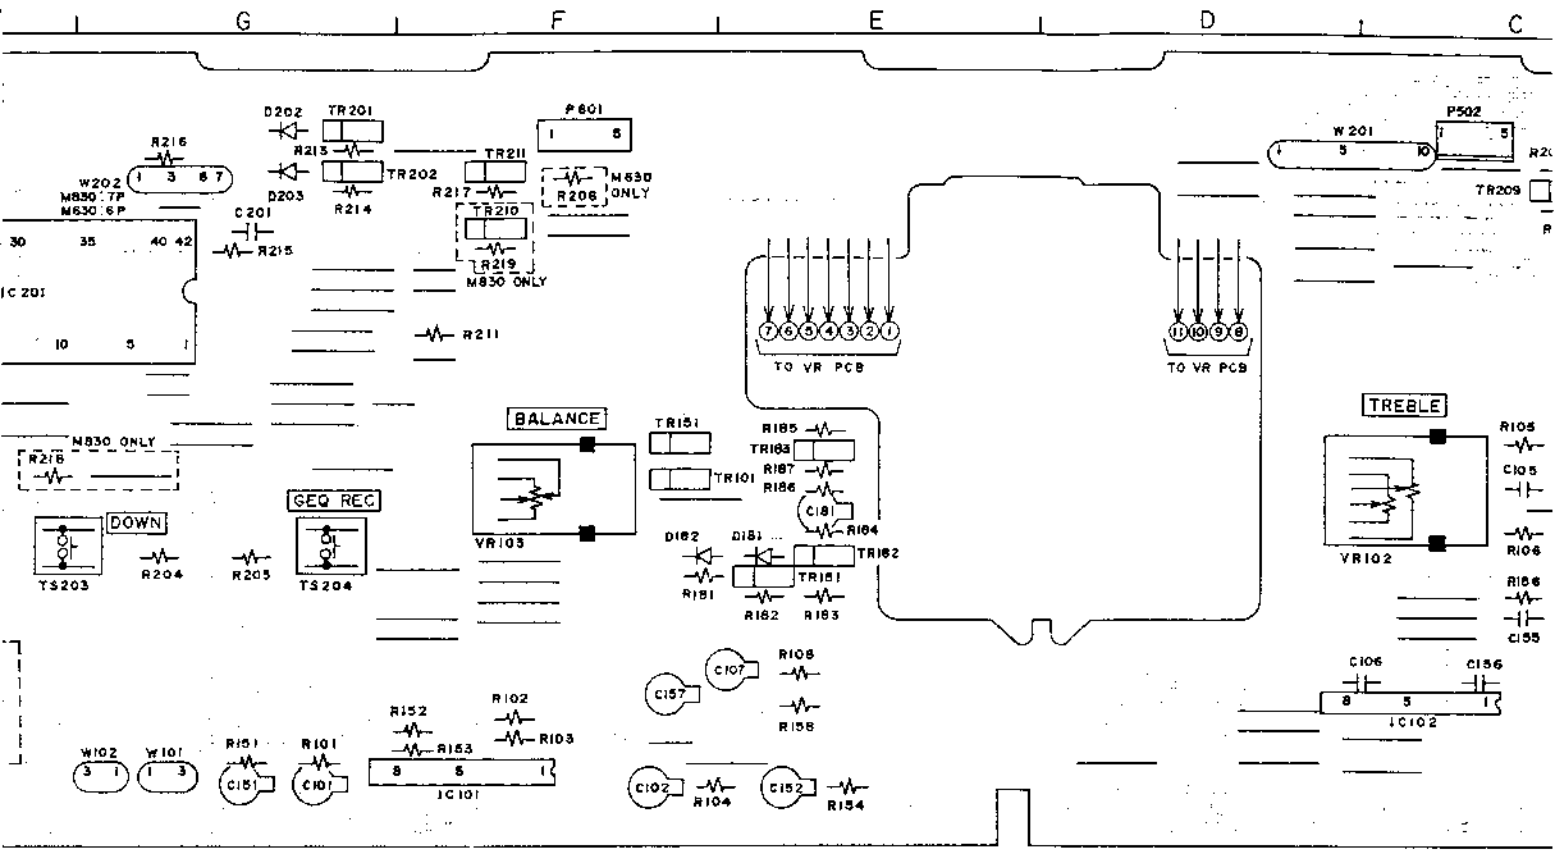 G F E D C
D202 TR201 P601 P502
1 5
1 5
R216
R213 TR211 W201
1 5 10
W202 1 3 6 7 TR202
M830:7P
M630:6P
D203 R214 R217 R206 M630 ONLY
TR209
C201 TR210
30 35 40 42
R215
R219
M830 ONLY
IC201
R211
10 5 1
7 6 5 4 3 2 1
11 10 9 8
TO VR PCB
TO VR PCB
BALANCE
TREBLE
M830 ONLY
R218
TR151
R185
R105
TR183
R187
TR101
R186
C105
GEQ REC
DOWN
C181
R184
VR103
D182 D181
TR182
R106
VR102
TS203 R204 R205 TS204
R181 TR181
R182 R183
R156
C155
C107 R108
C157
C106 C156
R158
8 5 1
IC102
R152 R102
R153 R103
W102 W101 R151 R101
3 1 1 3
C151 C101
8 5 1
IC101
C102 R104 C152 R154